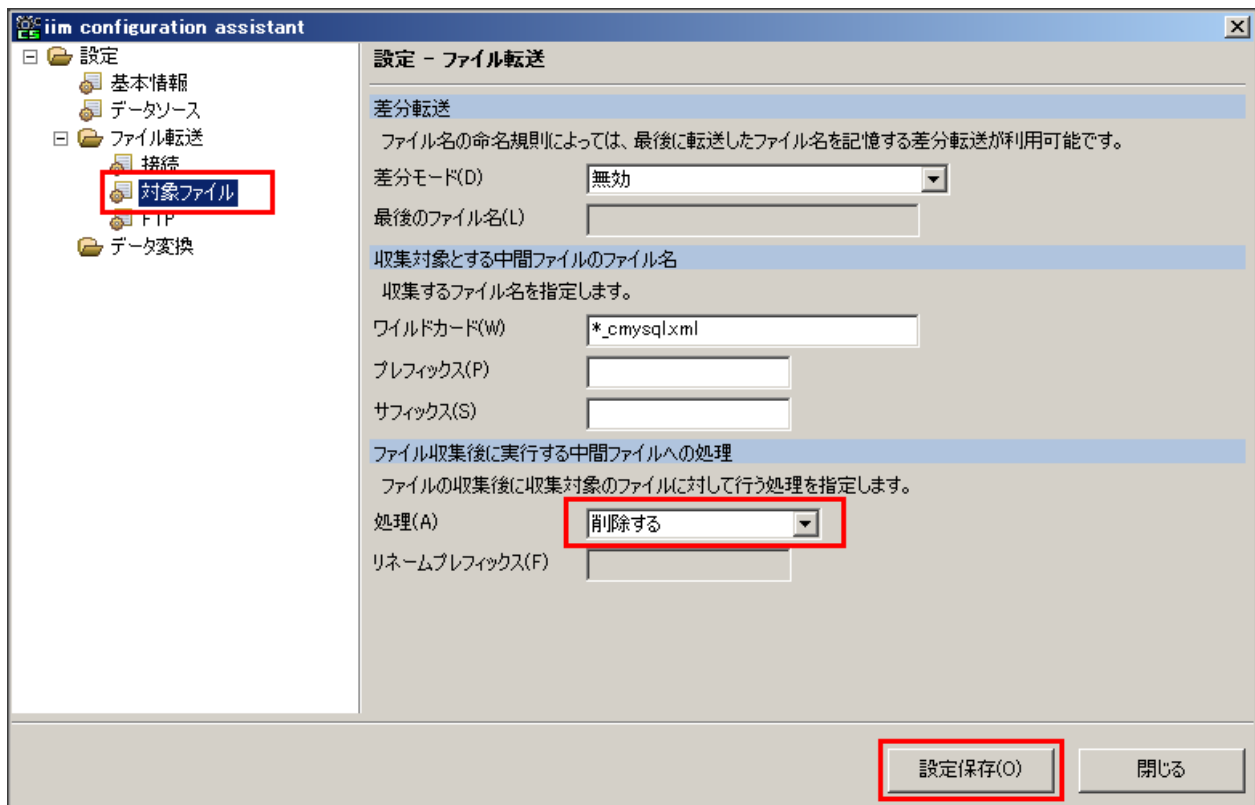 iim configuration assistant
設定
基本情報
データソース
ファイル転送
接続
対象ファイル
FTP
データ変換
設定 - ファイル転送
差分転送
ファイル名の命名規則によっては、最後に転送したファイル名を記憶する差分転送が利用可能です。
差分モード(D) 無効
最後のファイル名(L)
収集対象とする中間ファイルのファイル名
収集するファイル名を指定します。
ワイルドカード(W) *_cmysql.xml
プレフィックス(P)
サフィックス(S)
ファイル収集後に実行する中間ファイルへの処理
ファイルの収集後に収集対象のファイルに対して行う処理を指定します。
処理(A) 削除する
リネームプレフィックス(F)
設定保存(O) 閉じる